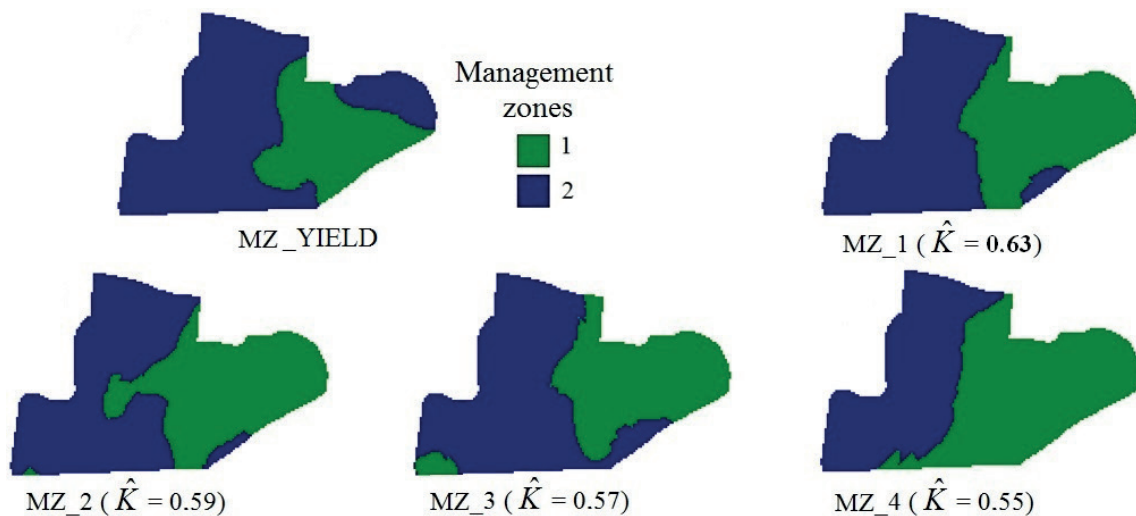 Management
zones
1
2
MZ_YIELD
MZ_1 ( K̂ = 0.63)
MZ_2 ( K̂ = 0.59)
MZ_3 ( K̂ = 0.57)
MZ_4 ( K̂ = 0.55)